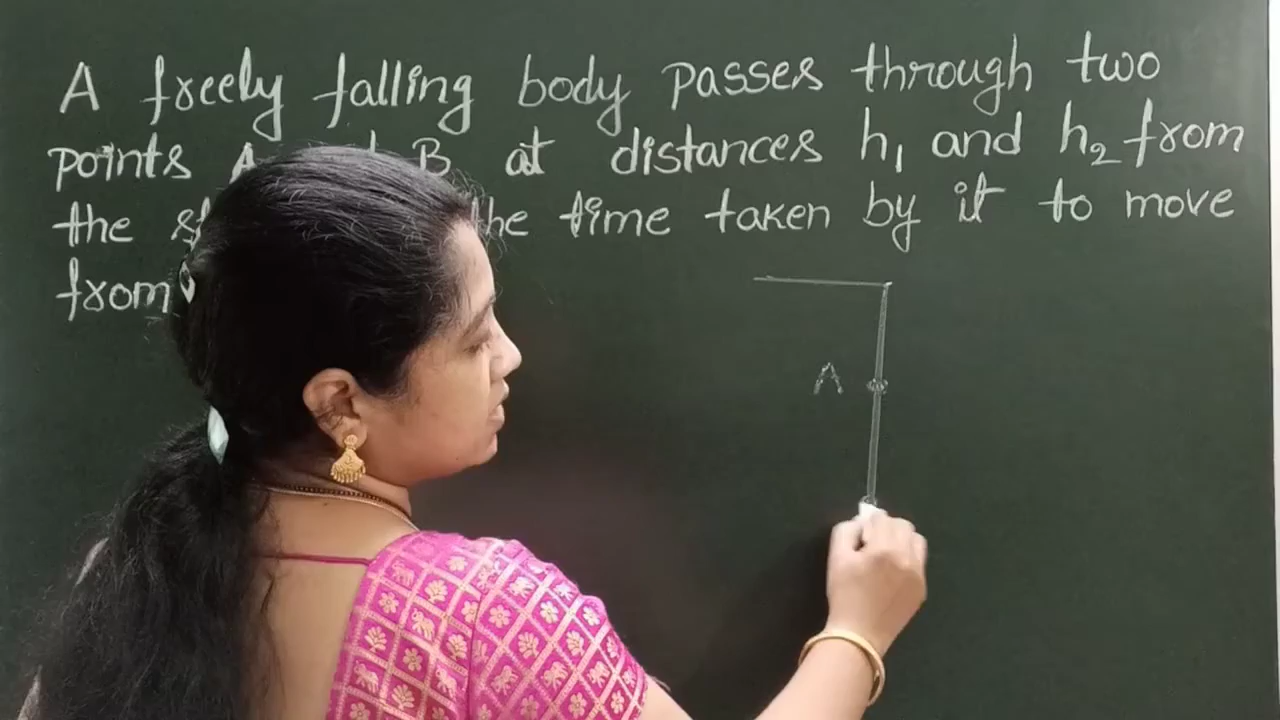 A freely falling body passes through two
points A B at distances h₁ and h₂ from
the the time taken by it to move
from
A